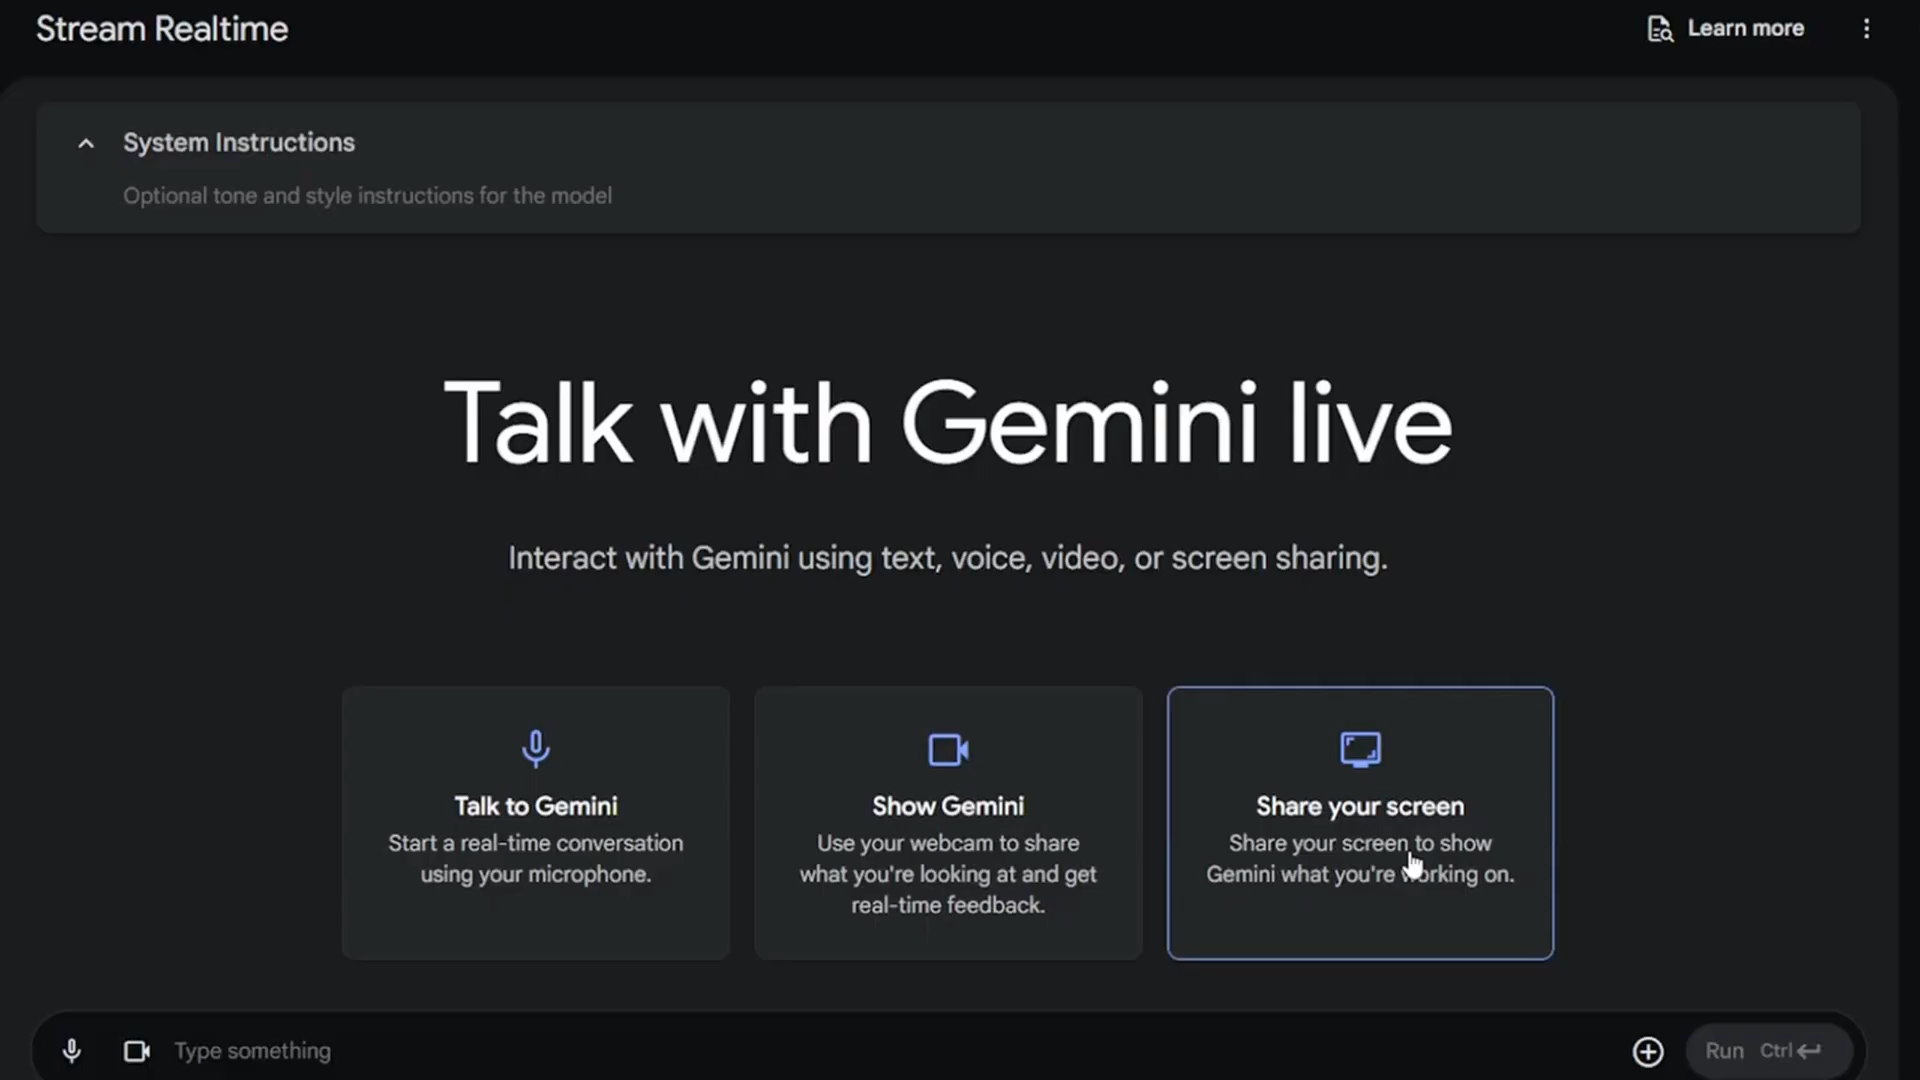 Stream Realtime
Learn more
System Instructions
Optional tone and style instructions for the model
Talk with Gemini live
Interact with Gemini using text, voice, video, or screen sharing.
Talk to Gemini
Start a real-time conversation
using your microphone.
Show Gemini
Use your webcam to share
what you're looking at and get
real-time feedback.
Share your screen
Share your screen to show
Gemini what you're working on.
Type something
Run Ctrl